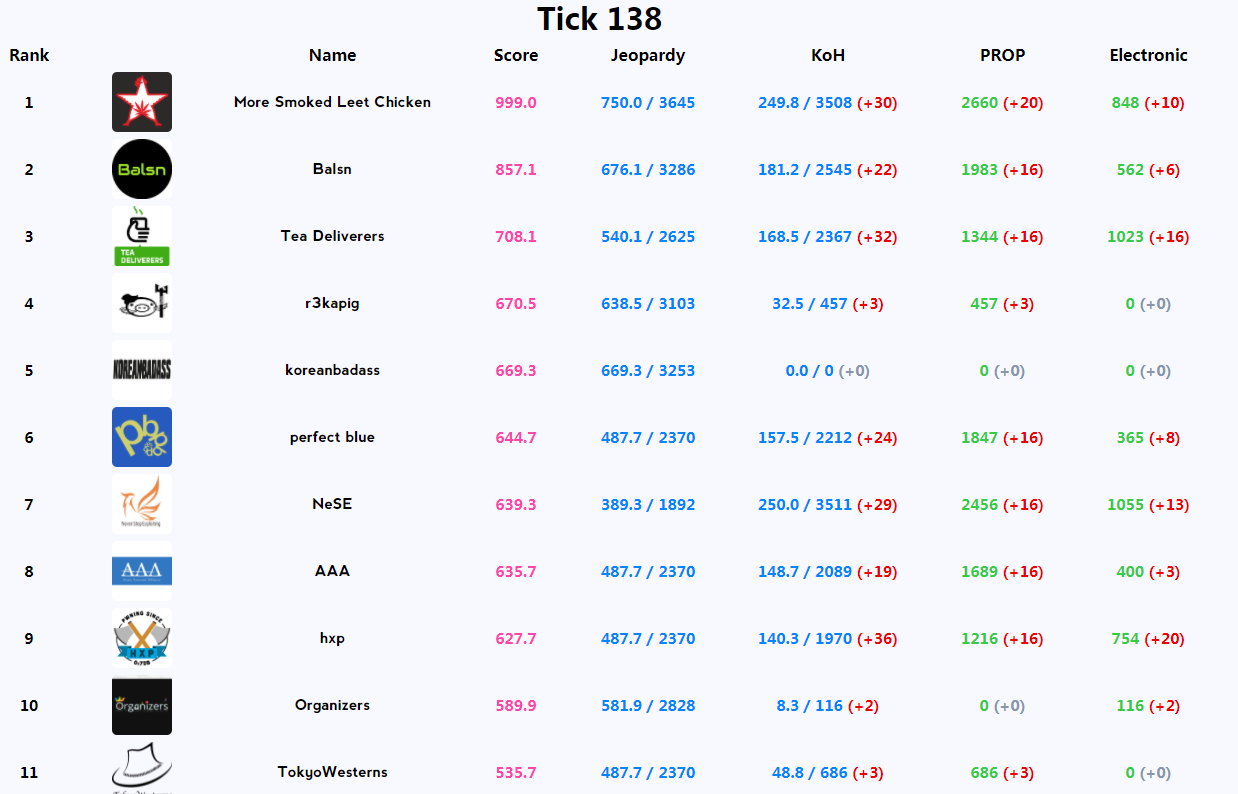 Tick 138
Rank Name Score Jeopardy KoH PROP Electronic
1 More Smoked Leet Chicken 999.0 750.0 / 3645 249.8 / 3508 (+30) 2660 (+20) 848 (+10)
Balsn
2 Balsn 857.1 676.1 / 3286 181.2 / 2545 (+22) 1983 (+16) 562 (+6)
3 Tea Deliverers 708.1 540.1 / 2625 168.5 / 2367 (+32) 1344 (+16) 1023 (+16)
TEA
DELIVERERS
4 r3kapig 670.5 638.5 / 3103 32.5 / 457 (+3) 457 (+3) 0 (+0)
KOREANBADASS
5 koreanbadass 669.3 669.3 / 3253 0.0 / 0 (+0) 0 (+0) 0 (+0)
6 perfect blue 644.7 487.7 / 2370 157.5 / 2212 (+24) 1847 (+16) 365 (+8)
7 NeSE 639.3 389.3 / 1892 250.0 / 3511 (+29) 2456 (+16) 1055 (+13)
AAA
8 AAA 635.7 487.7 / 2370 148.7 / 2089 (+19) 1689 (+16) 400 (+3)
PWNING SINCE
9 hxp 627.7 487.7 / 2370 140.3 / 1970 (+36) 1216 (+16) 754 (+20)
HXP
Organizers
10 Organizers 589.9 581.9 / 2828 8.3 / 116 (+2) 0 (+0) 116 (+2)
11 TokyoWesterns 535.7 487.7 / 2370 48.8 / 686 (+3) 686 (+3) 0 (+0)